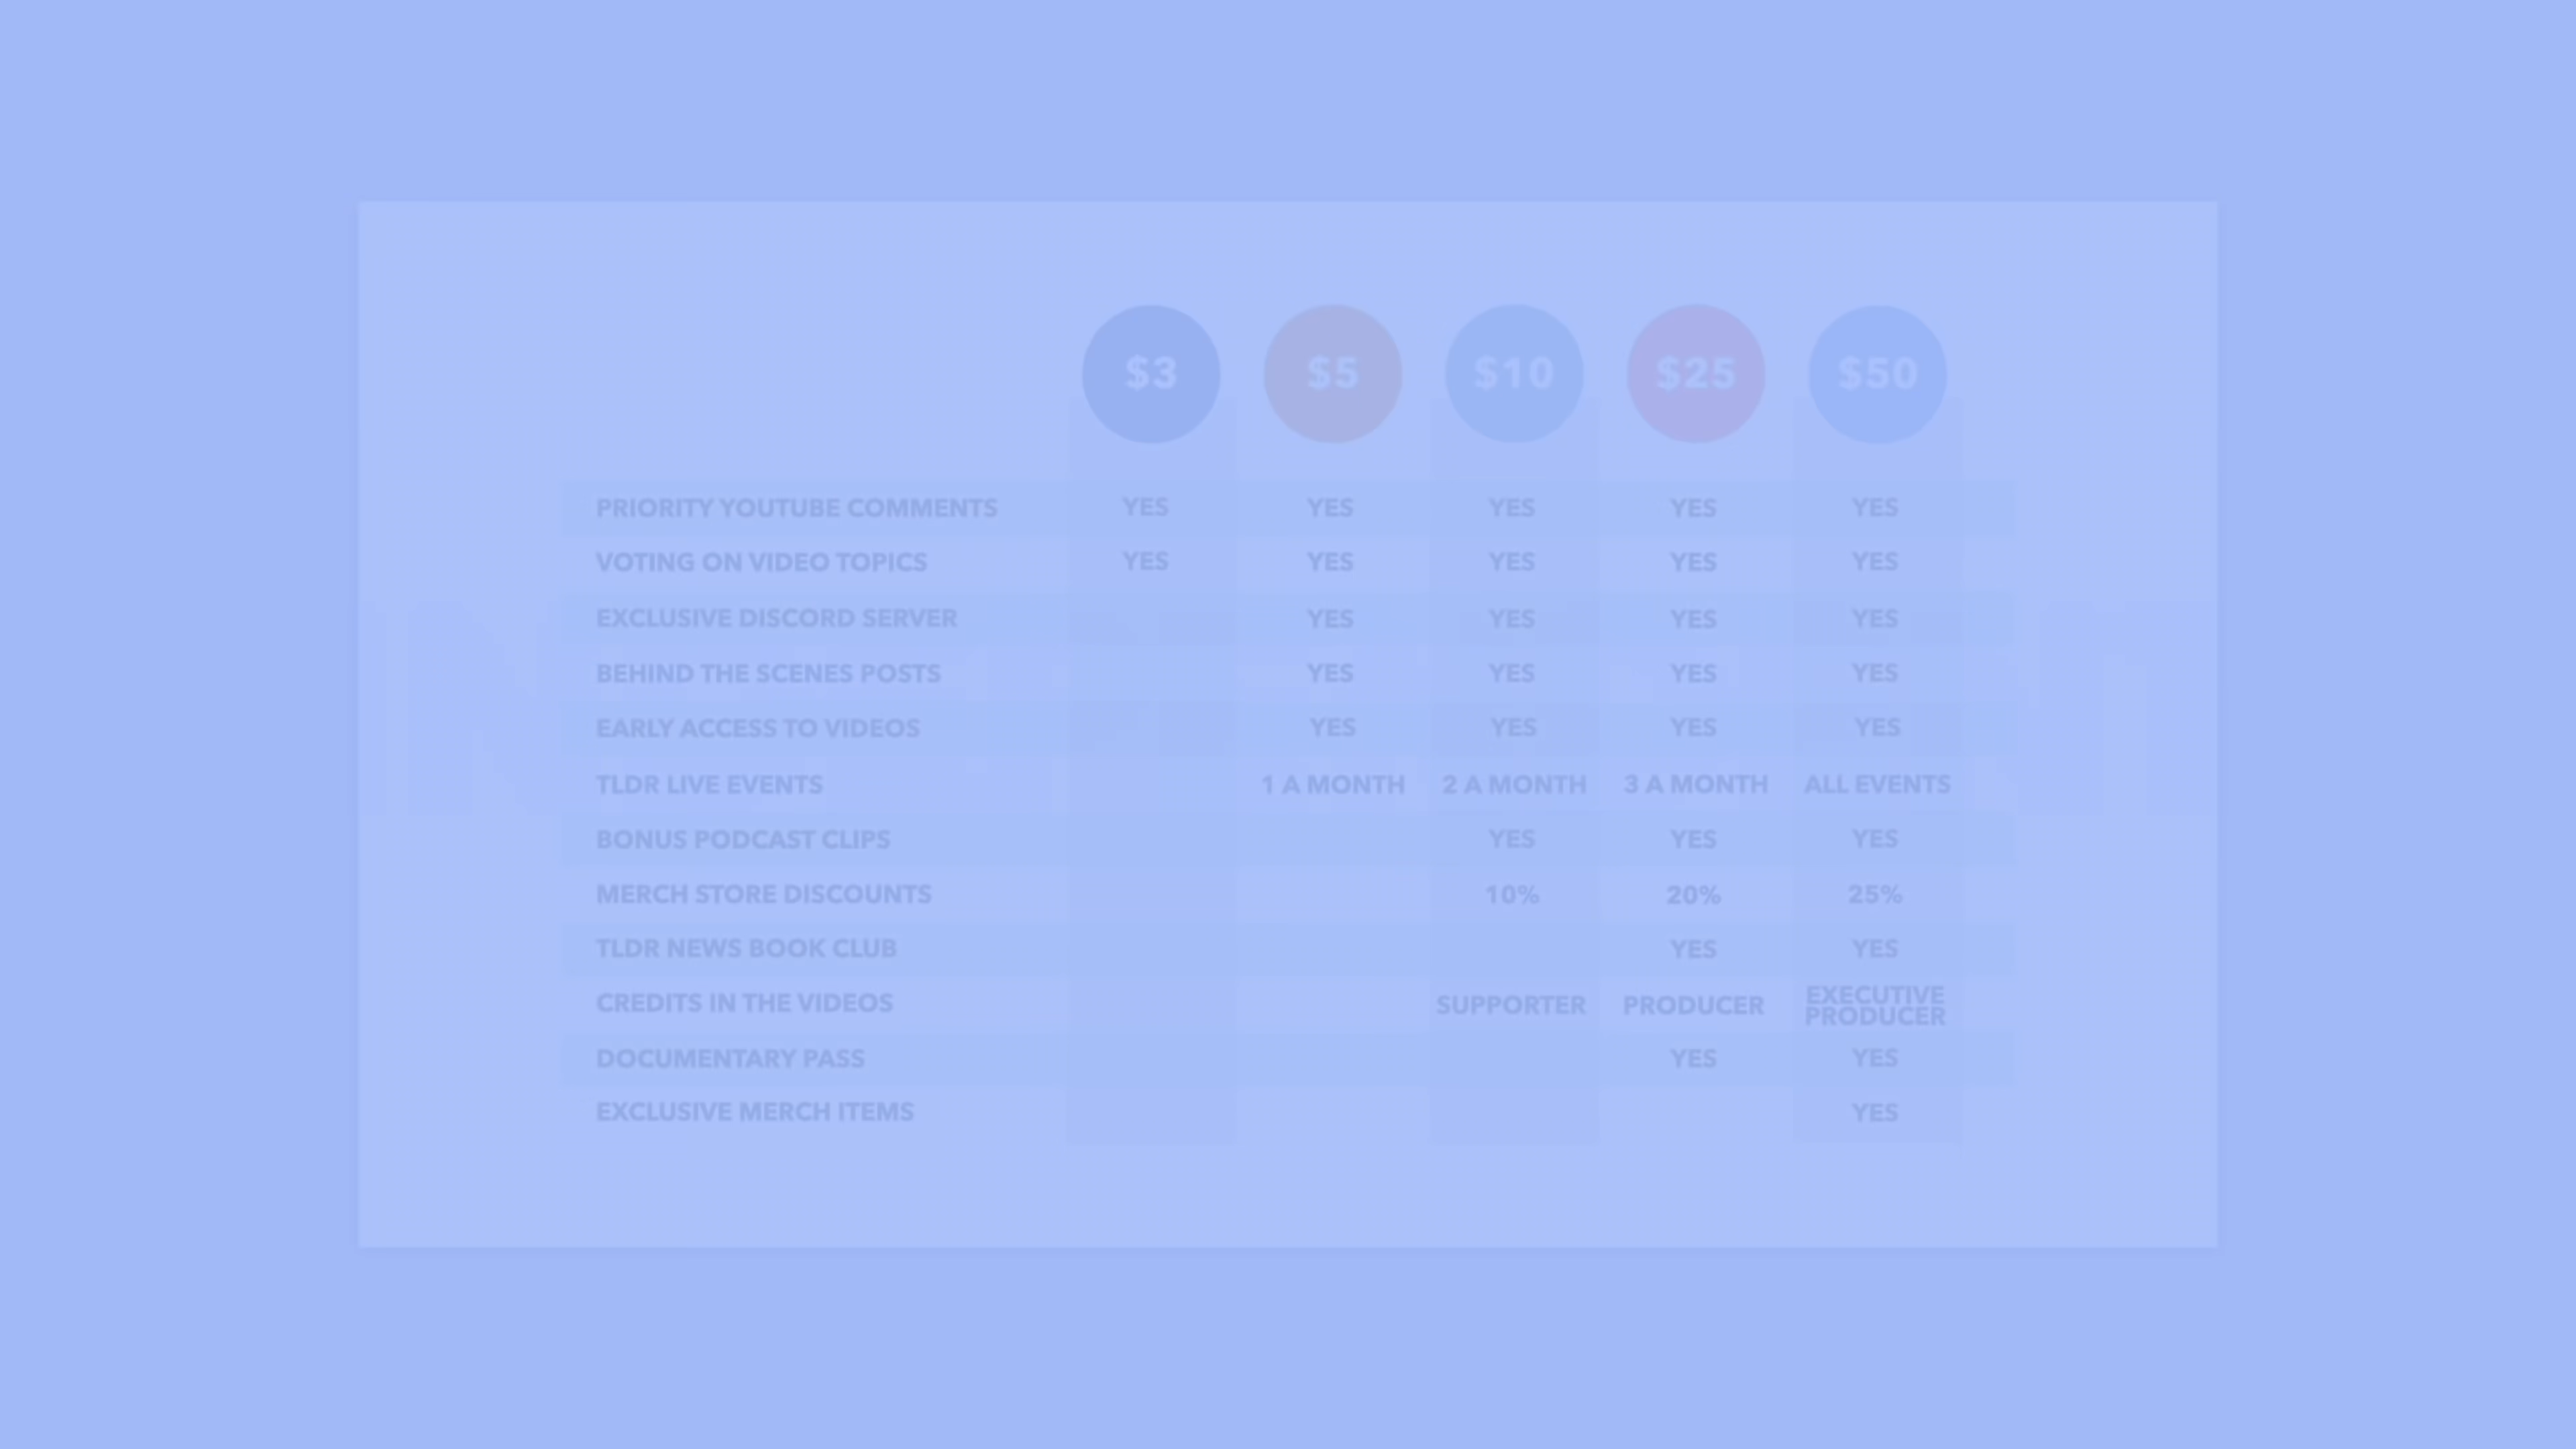 $3 $5 $10 $25 $50
PRIORITY YOUTUBE COMMENTS YES YES YES YES YES
VOTING ON VIDEO TOPICS YES YES YES YES YES
EXCLUSIVE DISCORD SERVER YES YES YES YES
BEHIND THE SCENES POSTS YES YES YES YES
EARLY ACCESS TO VIDEOS YES YES YES YES
TLDR LIVE EVENTS 1 A MONTH 2 A MONTH 3 A MONTH ALL EVENTS
BONUS PODCAST CLIPS YES YES YES
MERCH STORE DISCOUNTS 10% 20% 25%
TLDR NEWS BOOK CLUB YES YES
CREDITS IN THE VIDEOS SUPPORTER PRODUCER EXECUTIVE
PRODUCER
DOCUMENTARY PASS YES YES
EXCLUSIVE MERCH ITEMS YES